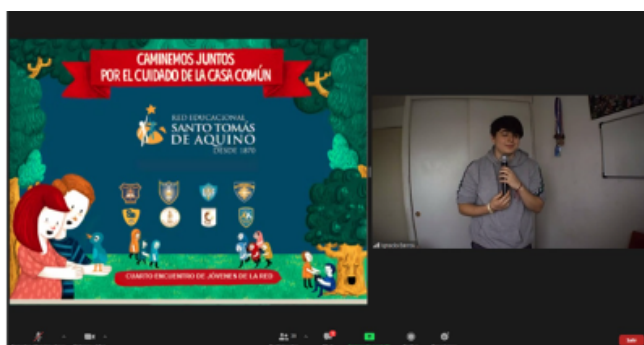 CAMINEMOS JUNTOS
POR EL CUIDADO DE LA CASA COMÚN
RED EDUCACIONAL
SANTO TOMÁS
DE AQUINO
DESDE 1870
CUARTO ENCUENTRO DE JÓVENES DE LA RED
Salir